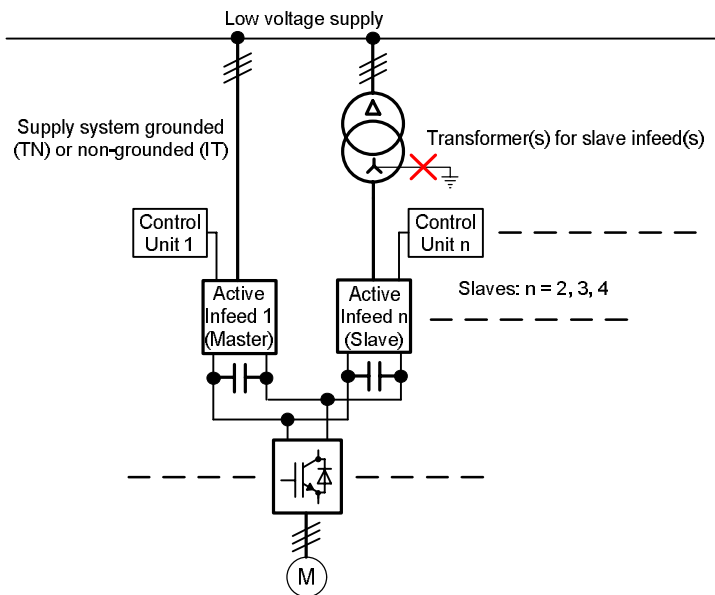 Low voltage supply
Supply system grounded
(TN) or non-grounded (IT)
Transformer(s) for slave infeed(s)
Control
Unit 1
Control
Unit n
Active
Infeed 1
(Master)
Active
Infeed n
(Slave)
Slaves: n = 2, 3, 4
M